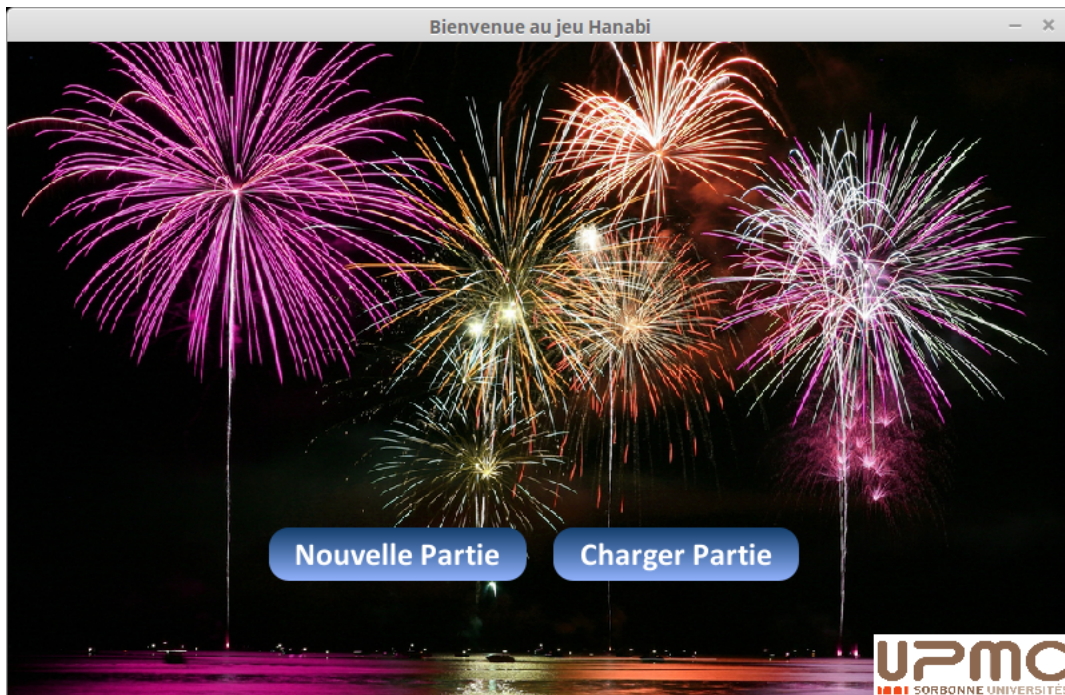 Bienvenue au jeu Hanabi
Nouvelle Partie
Charger Partie
UPMC
SORBONNE UNIVERSITÉS